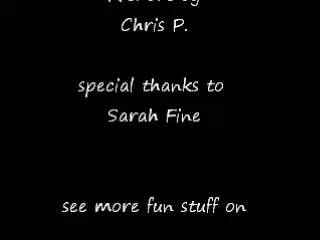 Chris P.
special thanks to
Sarah Fine
see more fun stuff on